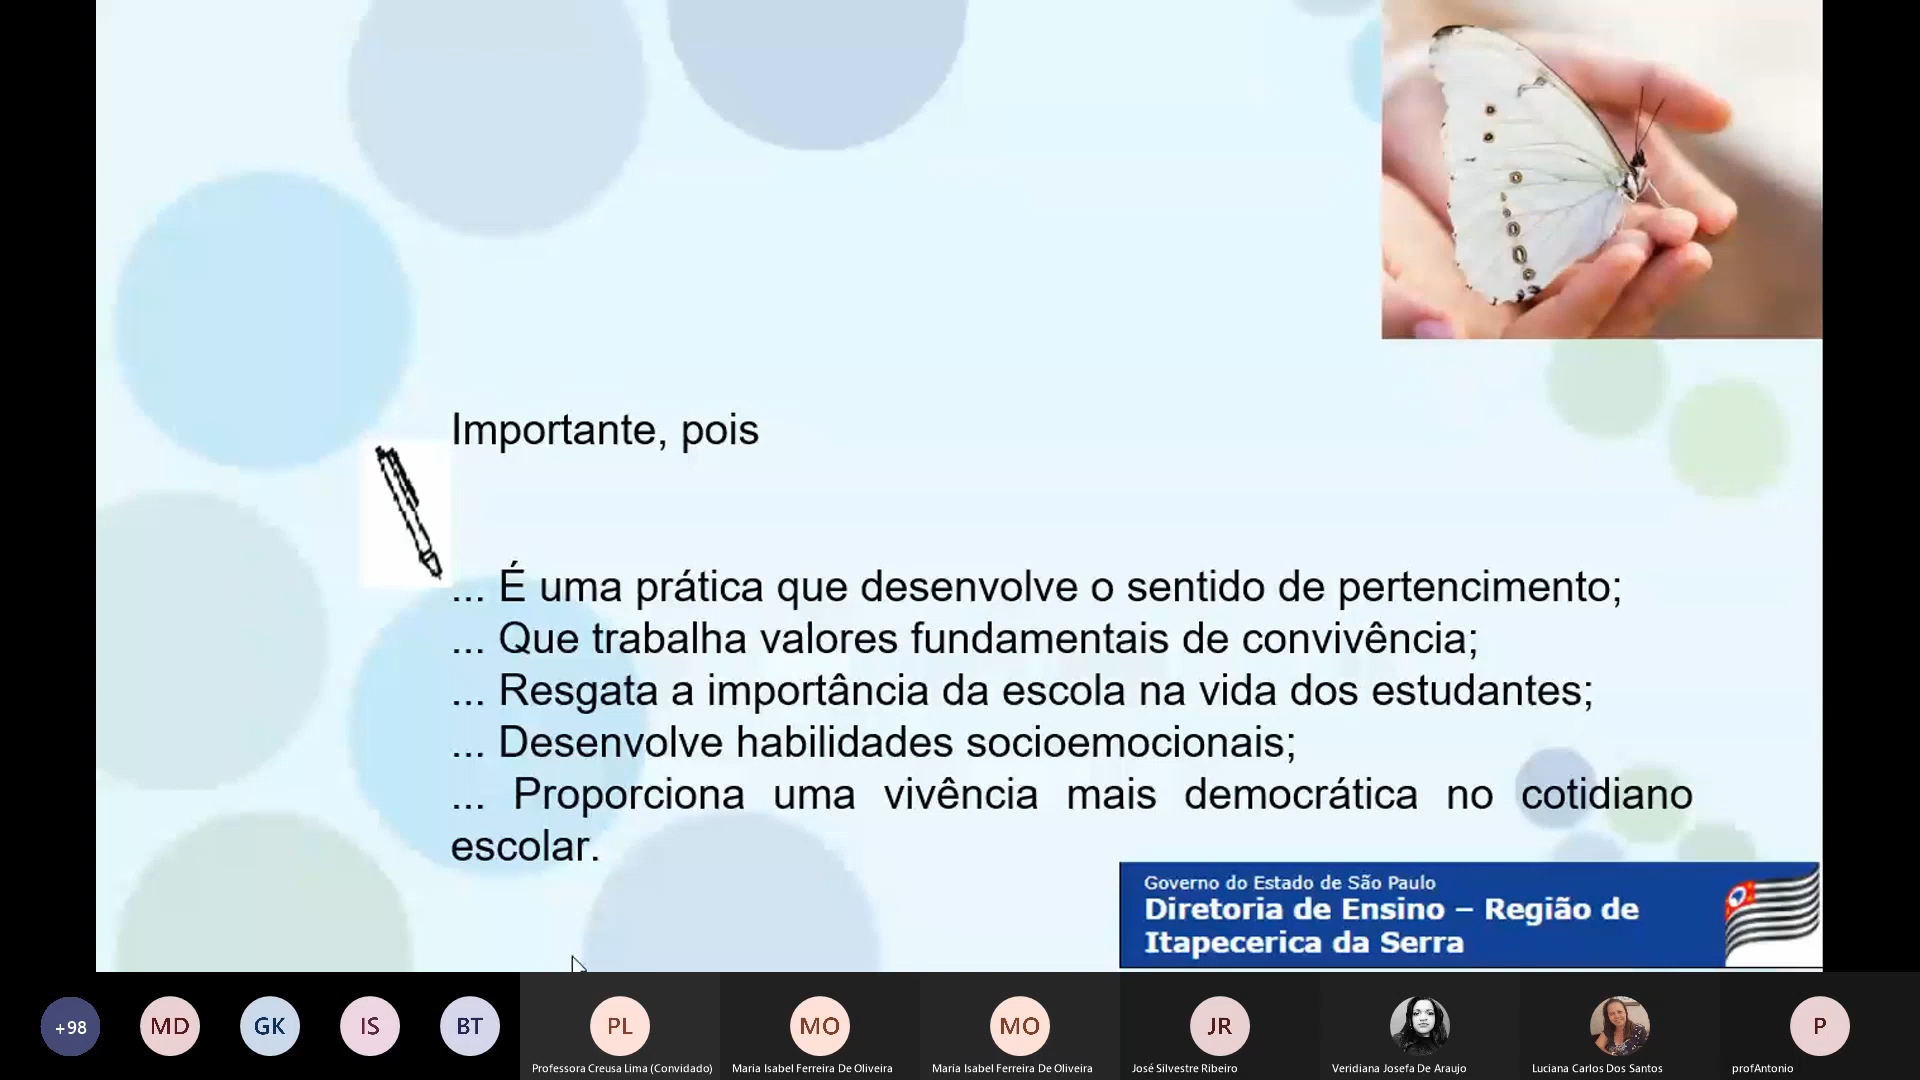 Importante, pois
... É uma prática que desenvolve o sentido de pertencimento;
... Que trabalha valores fundamentais de convivência;
... Resgata a importância da escola na vida dos estudantes;
... Desenvolve habilidades socioemocionais;
... Proporciona uma vivência mais democrática no cotidiano
escolar.
Governo do Estado de São Paulo
Diretoria de Ensino – Região de
Itapecerica da Serra
+98
MD
GK
IS
BT
PL
MO
MO
JR
P
Professora Creusa Lima (Convidado)
Maria Isabel Ferreira De Oliveira
Maria Isabel Ferreira De Oliveira
José Silvestre Ribeiro
Veridiana Josefa De Araujo
Luciana Carlos Dos Santos
profAntonio